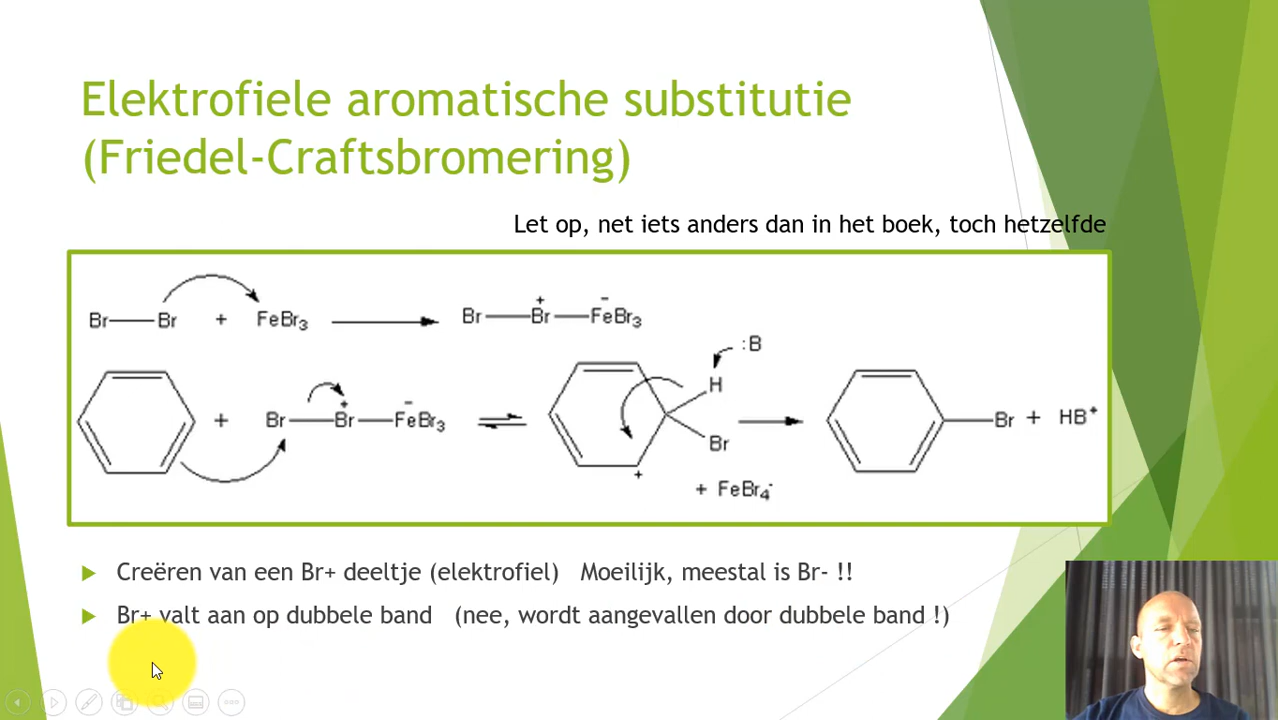 Elektrofiele aromatische substitutie
(Friedel-Craftsbromering)
Let op, net iets anders dan in het boek, toch hetzelfde
Br—Br + FeBr₃ → Br—Br⁺—FeBr₃⁻
:B
+ Br—Br⁺—FeBr₃⁻ ⇌ H Br + → Br + HB⁺
+ FeBr₄⁻
Creëren van een Br+ deeltje (elektrofiel) Moeilijk, meestal is Br- !!
Br+ valt aan op dubbele band (nee, wordt aangevallen door dubbele band !)